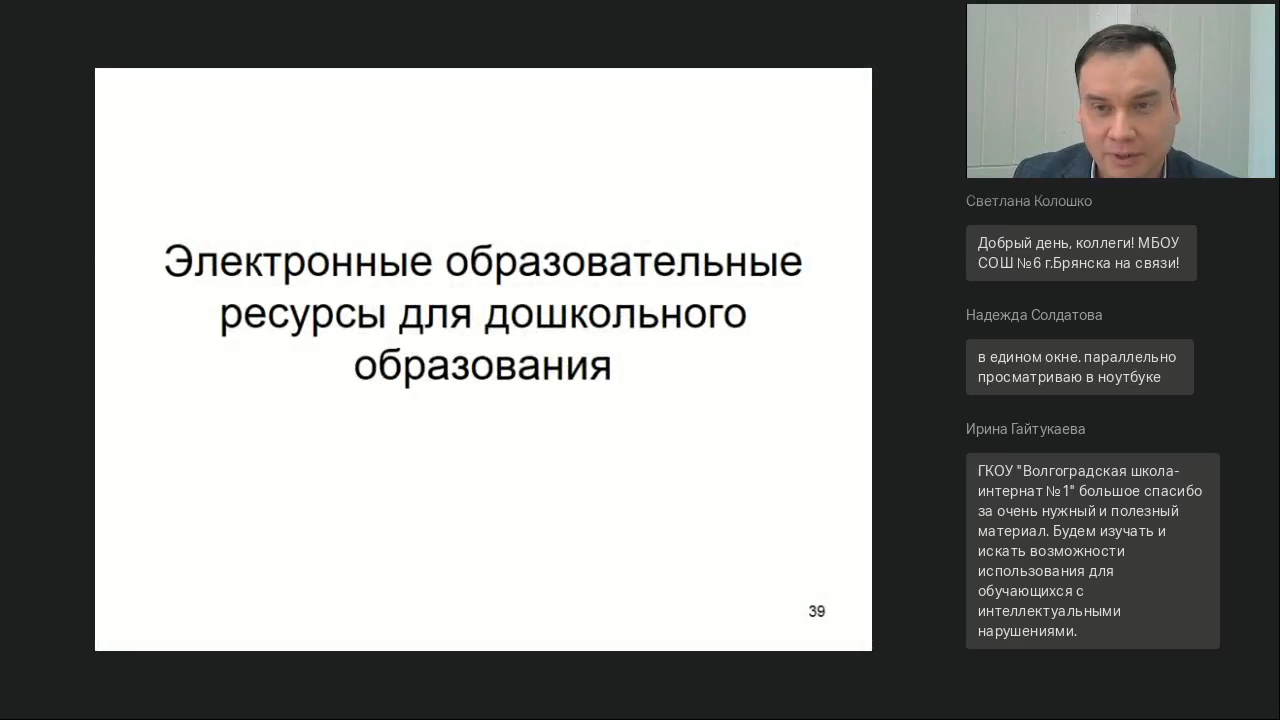 Электронные образовательные
ресурсы для дошкольного
образования
39
Светлана Колошко
Добрый день, коллеги! МБОУ
СОШ №6 г.Брянска на связи!
Надежда Солдатова
в едином окне. параллельно
просматриваю в ноутбуке
Ирина Гайтукаева
ГКОУ "Волгоградская школа-
интернат №1" большое спасибо
за очень нужный и полезный
материал. Будем изучать и
искать возможности
использования для
обучающихся с
интеллектуальными
нарушениями.